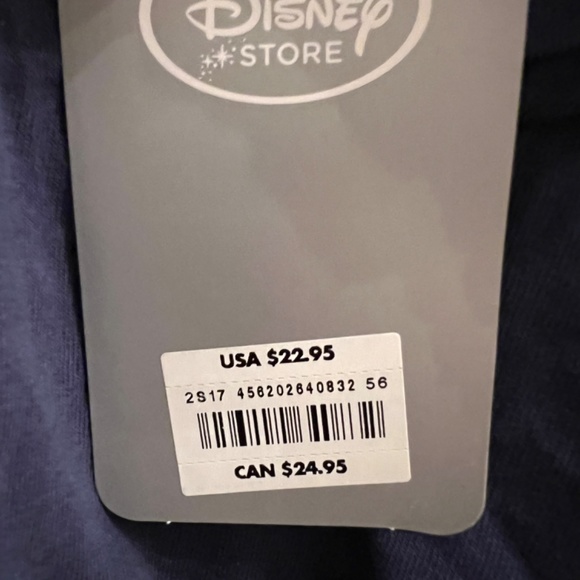 Disney
STORE
USA $22.95
2S17 456202640832 56
CAN $24.95